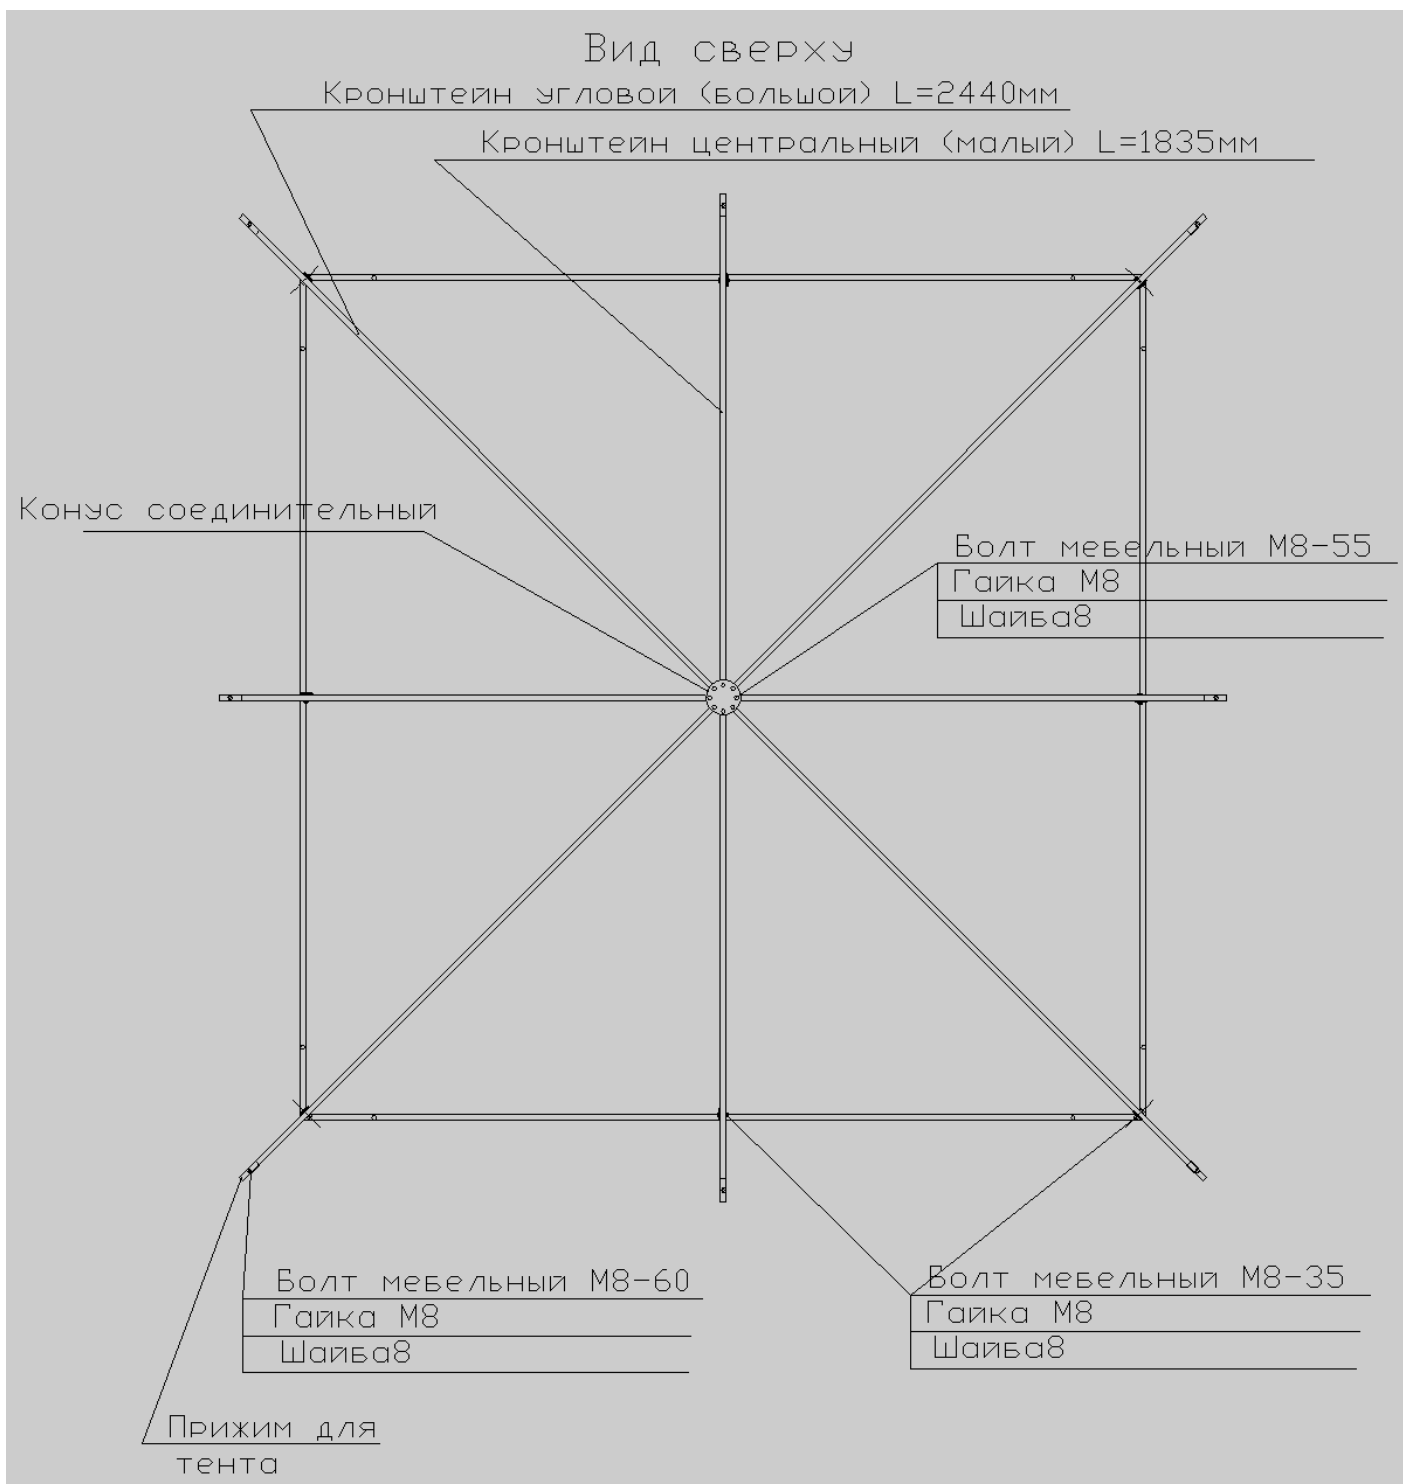 Вид сверху
Кронштейн угловой (большой) L=2440мм
Кронштейн центральный (малый) L=1835мм
Конус соединительный
Болт мебельный М8-55
Гайка М8
Шайба8
Болт мебельный М8-60
Гайка М8
Шайба8
Болт мебельный М8-35
Гайка М8
Шайба8
Прижим для
тента